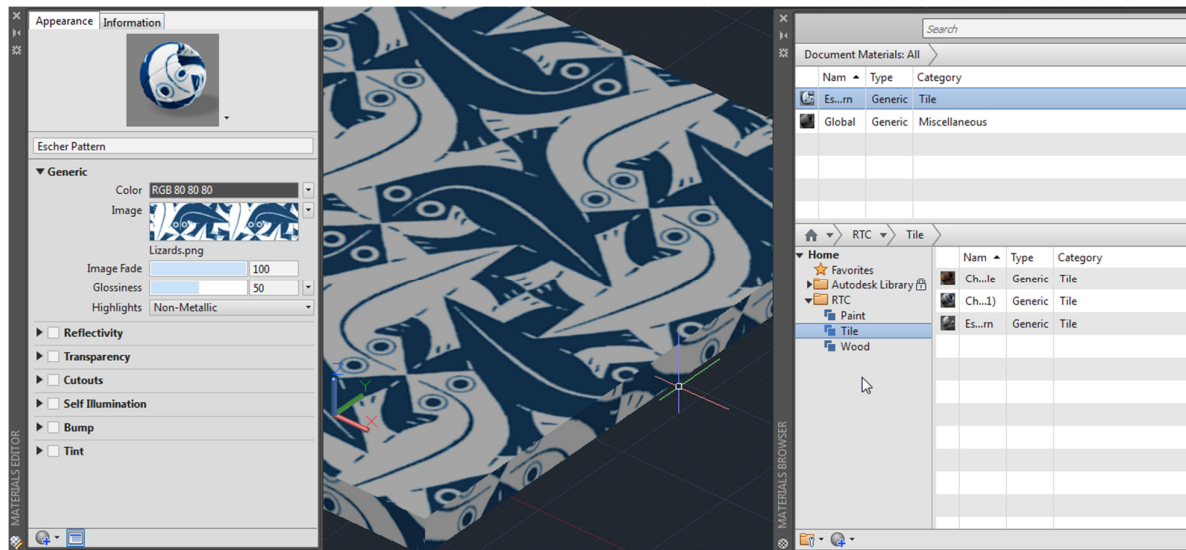 Appearance Information
Escher Pattern
Generic
Color RGB 80 80 80
Image
Lizards.png
Image Fade 100
Glossiness 50
Highlights Non-Metallic
Reflectivity
Transparency
Cutouts
Self Illumination
Bump
Tint
MATERIALS EDITOR
Z
Y
X
Search
Document Materials: All
Nam Type Category
Es...rn Generic Tile
Global Generic Miscellaneous
RTC Tile
Home
Favorites
Autodesk Library
RTC
Paint
Tile
Wood
Nam Type Category
Ch...le Generic Tile
Ch...1) Generic Tile
Es...rn Generic Tile
MATERIALS BROWSER